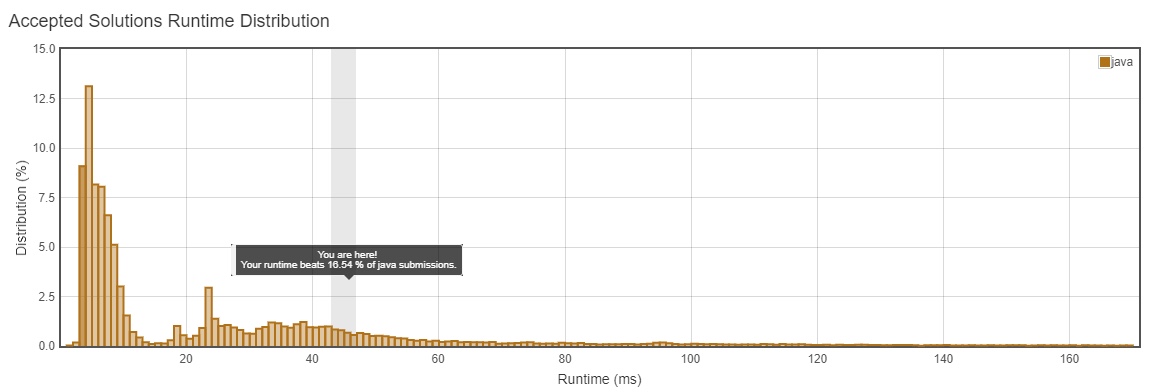 Accepted Solutions Runtime Distribution
15.0
java
12.5
10.0
Distribution (%)
7.5
5.0
You are here!
Your runtime beats 16.54 % of java submissions.
2.5
0.0
20
40
60
80
100
120
140
160
Runtime (ms)